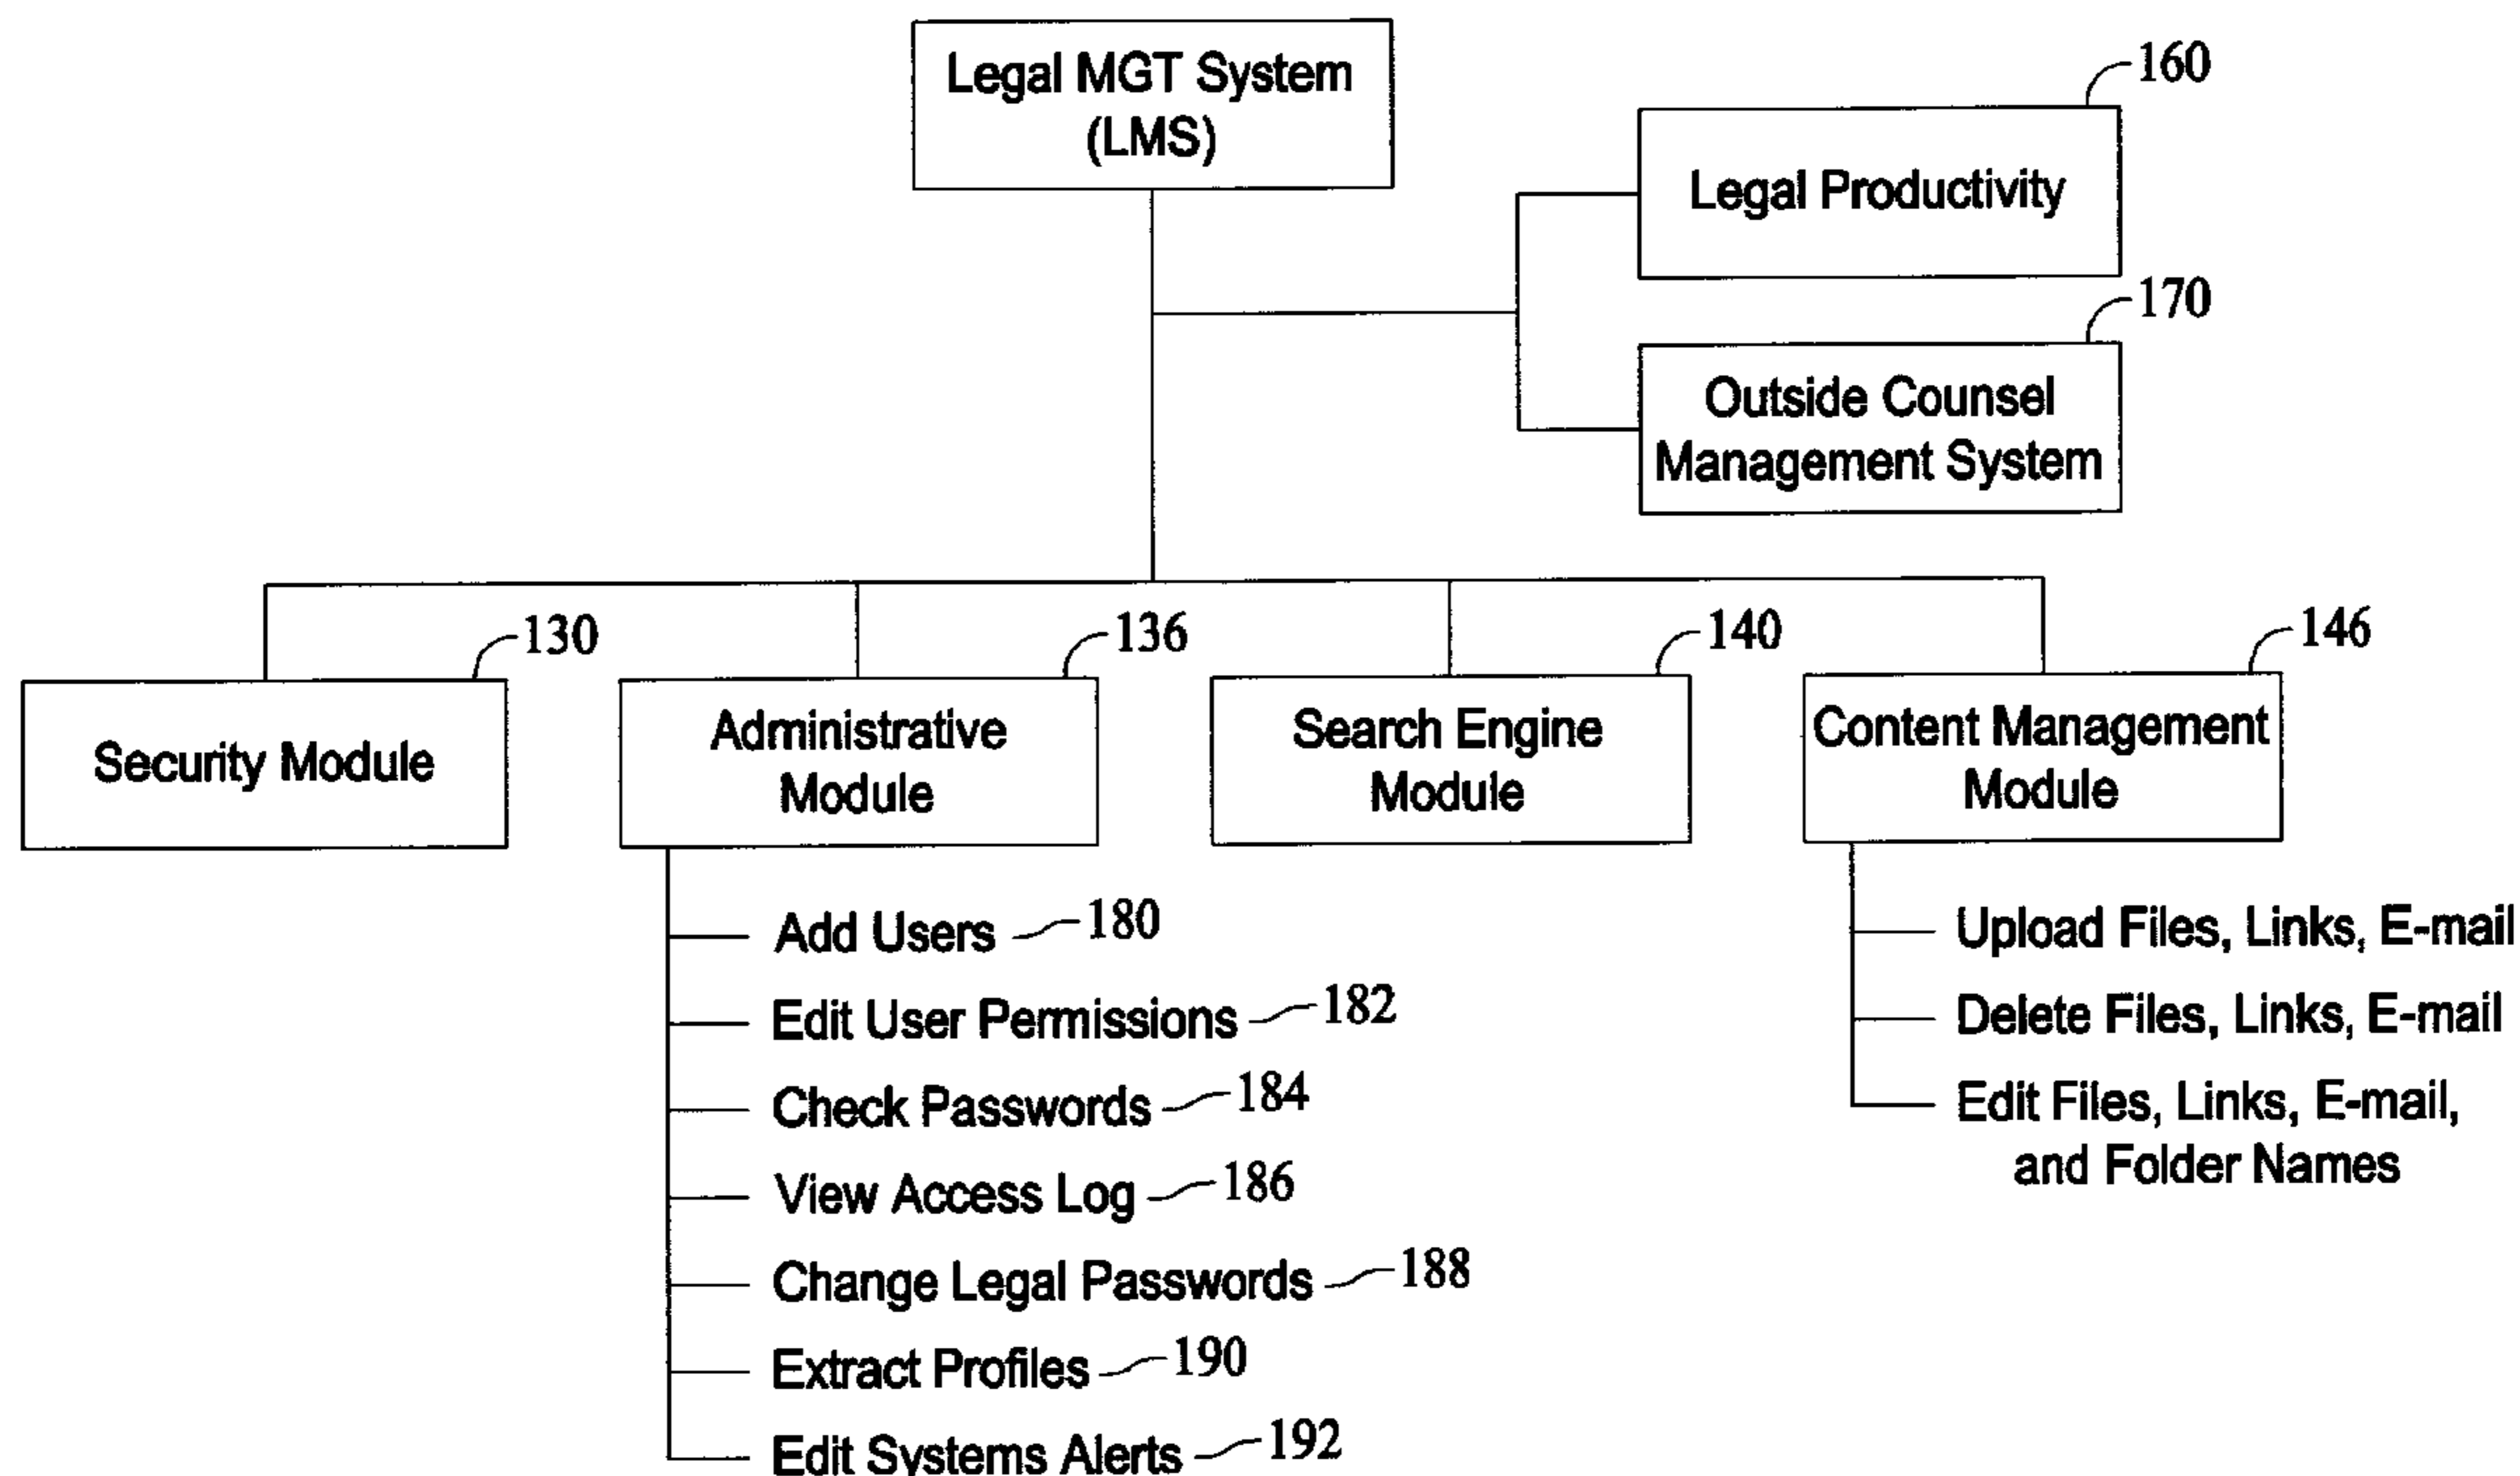 Legal MGT System
(LMS)
160
Legal Productivity
170
Outside Counsel
Management System
130
Security Module
136
Administrative
Module
140
Search Engine
Module
146
Content Management
Module
Add Users 180
Edit User Permissions 182
Check Passwords 184
View Access Log 186
Change Legal Passwords 188
Extract Profiles 190
Edit Systems Alerts 192
Upload Files, Links, E-mail
Delete Files, Links, E-mail
Edit Files, Links, E-mail,
and Folder Names